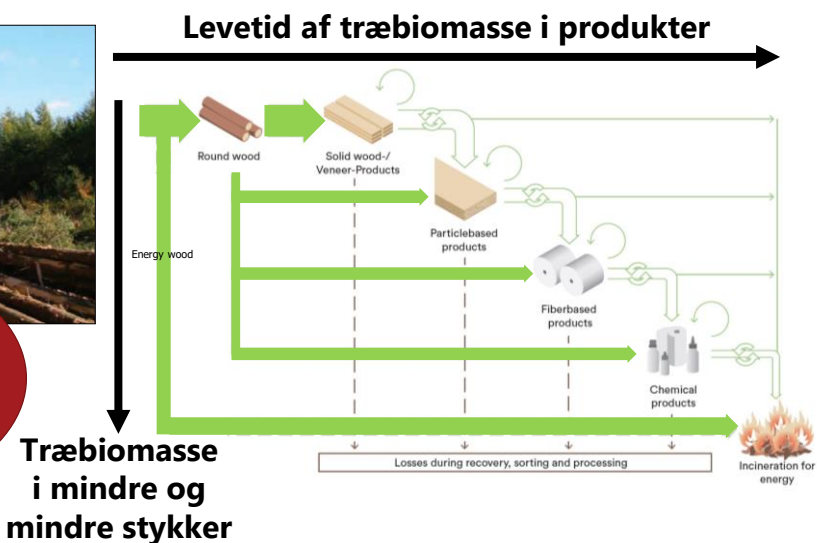 Levetid af træbiomasse i produkter
Round wood
Solid wood-/
Veneer-Products
Particlebased
products
Energy wood
Fiberbased
products
Chemical
products
Træbiomasse
i mindre og
mindre stykker
Losses during recovery, sorting and processing
Incineration for
energy